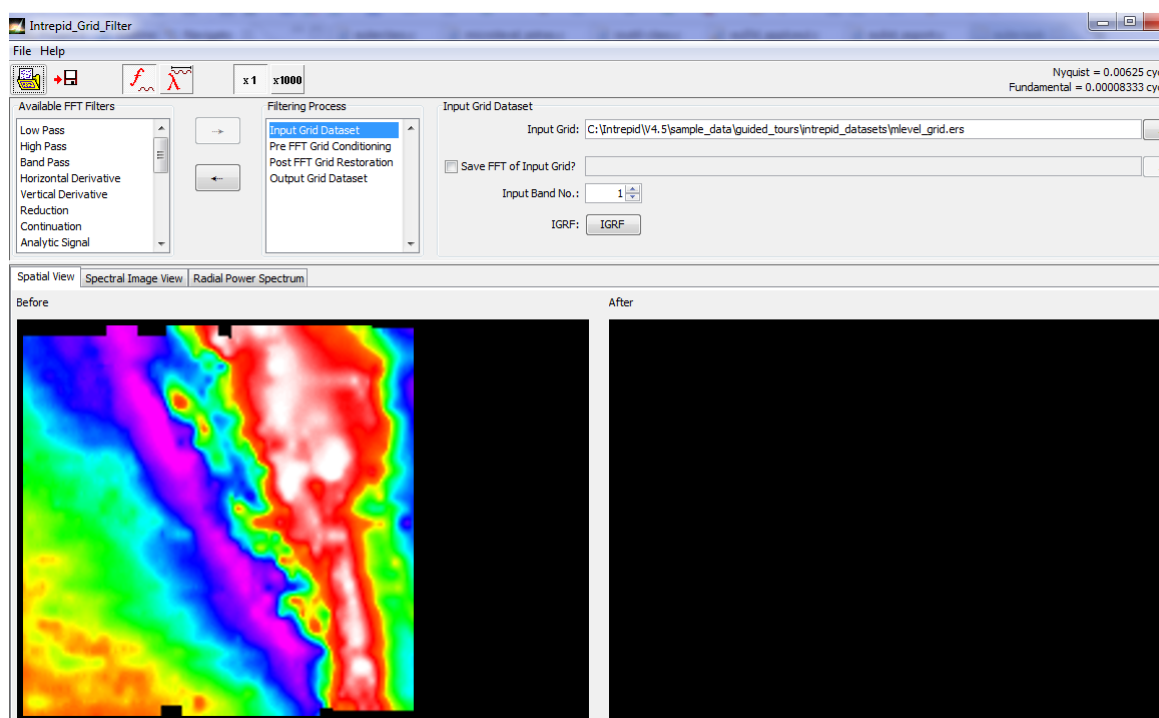 Intrepid_Grid_Filter
File Help
x1 x1000
Nyquist = 0.00625 cy
Fundamental = 0.00008333 cy
Available FFT Filters
Low Pass
High Pass
Band Pass
Horizontal Derivative
Vertical Derivative
Reduction
Continuation
Analytic Signal
Filtering Process
Input Grid Dataset
Pre FFT Grid Conditioning
Post FFT Grid Restoration
Output Grid Dataset
Input Grid Dataset
Input Grid: C:\Intrepid\V4.5\sample_data\guided_tours\intrepid_datasets\mlevel_grid.ers
Save FFT of Input Grid?
Input Band No.: 1
IGRF: IGRF
Spatial View Spectral Image View Radial Power Spectrum
Before
After